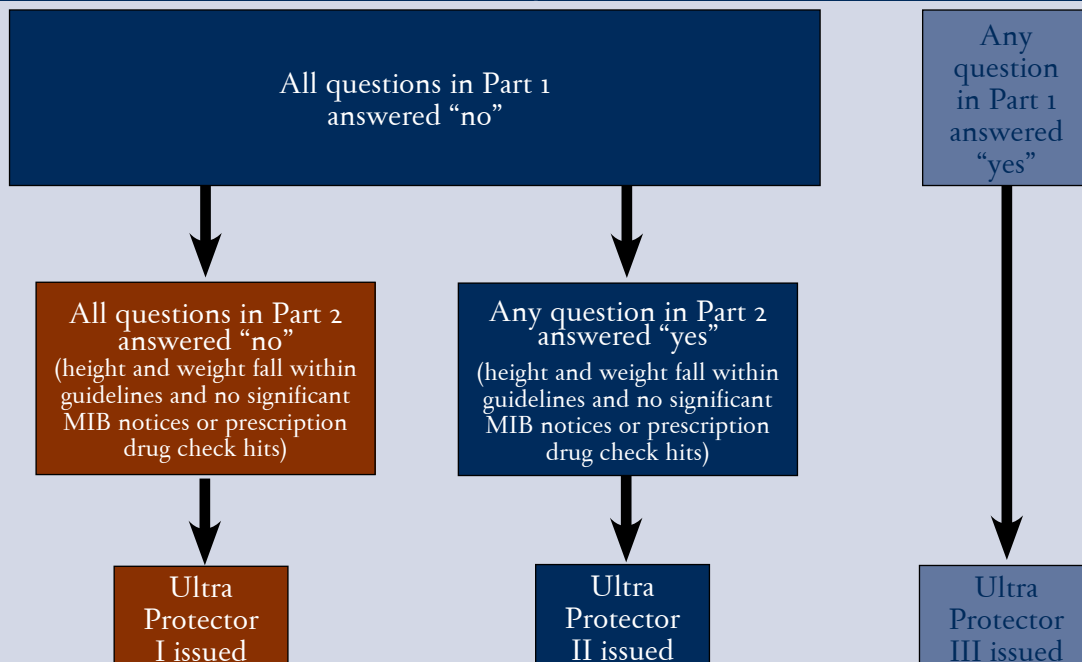 All questions in Part 1
answered “no”
Any
question
in Part 1
answered
“yes”
All questions in Part 2
answered “no”
(height and weight fall within
guidelines and no significant
MIB notices or prescription
drug check hits)
Any question in Part 2
answered “yes”
(height and weight fall within
guidelines and no significant
MIB notices or prescription
drug check hits)
Ultra
Protector
I issued
Ultra
Protector
II issued
Ultra
Protector
III issued